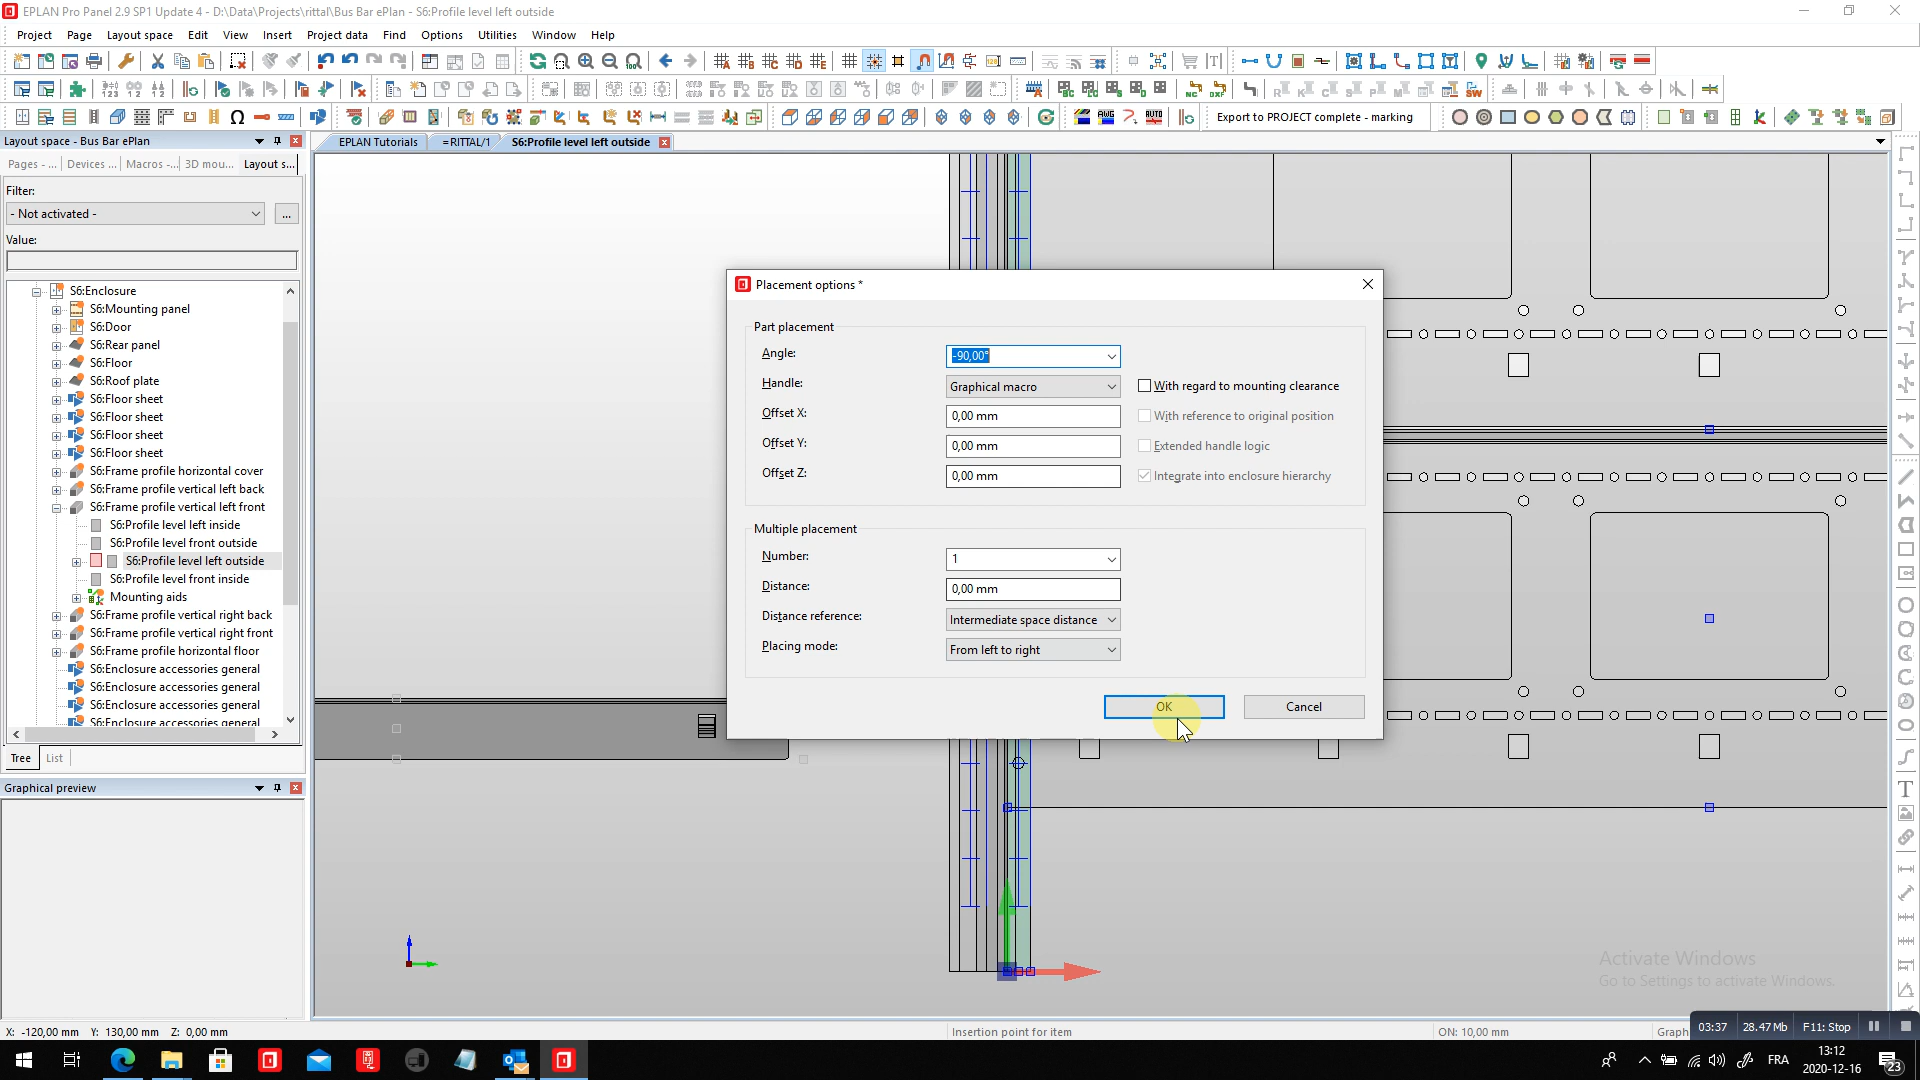 EPLAN Pro Panel 2.9 SP1 Update 4 - D:\Data\Projects\rittal\Bus Bar ePlan - S6:Profile level left outside
Project Page Layout space Edit View Insert Project data Find Options Utilities Window Help
Export to PROJECT complete - marking
Layout space - Bus Bar ePlan
EPLAN Tutorials
=RITTAL/1
S6:Profile level left outside
Pages - ... Devices ... Macros -... 3D mou... Layout s...
Filter:
- Not activated -
...
Value:
S6:Enclosure
S6:Mounting panel
S6:Door
S6:Rear panel
S6:Floor
S6:Roof plate
S6:Floor sheet
S6:Floor sheet
S6:Floor sheet
S6:Floor sheet
S6:Frame profile horizontal cover
S6:Frame profile vertical left back
S6:Frame profile vertical left front
S6:Profile level left inside
S6:Profile level front outside
S6:Profile level left outside
S6:Profile level front inside
Mounting aids
S6:Frame profile vertical right back
S6:Frame profile vertical right front
S6:Frame profile horizontal floor
S6:Enclosure accessories general
S6:Enclosure accessories general
S6:Enclosure accessories general
S6:Enclosure accessories general
Tree List
Graphical preview
Placement options *
Part placement
Angle: -90,00°
Handle: Graphical macro With regard to mounting clearance
Offset X: 0,00 mm With reference to original position
Offset Y: 0,00 mm Extended handle logic
Offset Z: 0,00 mm Integrate into enclosure hierarchy
Multiple placement
Number: 1
Distance: 0,00 mm
Distance reference: Intermediate space distance
Placing mode: From left to right
OK Cancel
Activate Windows
Go to Settings to activate Windows.
X: -120,00 mm Y: 130,00 mm Z: 0,00 mm
Insertion point for item
ON: 10,00 mm
Graph
03:37 28.47 Mb F11: Stop
FRA
13:12
2020-12-16
23